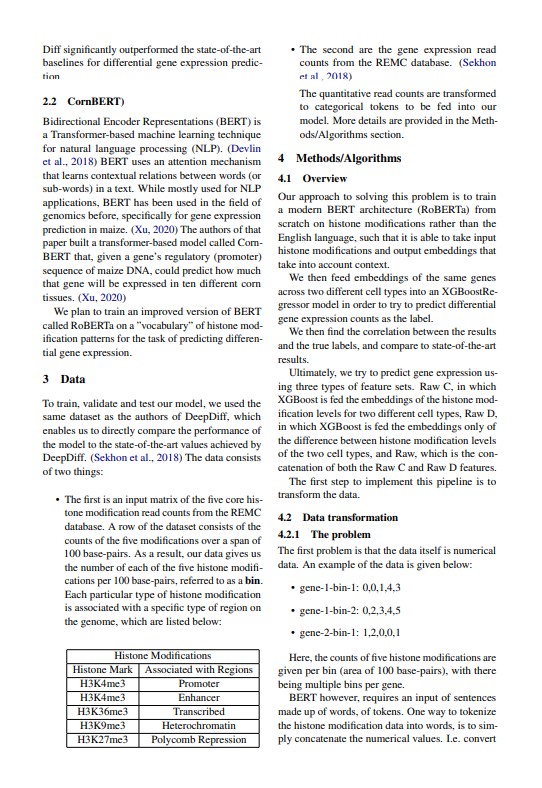 Diff significantly outperformed the state-of-the-art
baselines for differential gene expression predic-
tion
2.2 CornBERT)
Bidirectional Encoder Representations (BERT) is
a Transformer-based machine learning technique
for natural language processing (NLP). (Devlin
et al., 2018) BERT uses an attention mechanism
that learns contextual relations between words (or
sub-words) in a text. While mostly used for NLP
applications, BERT has been used in the field of
genomics before, specifically for gene expression
prediction in maize. (Xu, 2020) The authors of that
paper built a transformer-based model called Corn-
BERT that, given a gene's regulatory (promoter)
sequence of maize DNA, could predict how much
that gene will be expressed in ten different corn
tissues. (Xu, 2020)
We plan to train an improved version of BERT
called RoBERTa on a "vocabulary" of histone mod-
ification patterns for the task of predicting differen-
tial gene expression.
3 Data
To train, validate and test our model, we used the
same dataset as the authors of DeepDiff, which
enables us to directly compare the performance of
the model to the state-of-the-art values achieved by
DeepDiff. (Sekhon et al., 2018) The data consists
of two things:
• The first is an input matrix of the five core his-
tone modification read counts from the REMC
database. A row of the dataset consists of the
counts of the five modifications over a span of
100 base-pairs. As a result, our data gives us
the number of each of the five histone modifi-
cations per 100 base-pairs, referred to as a bin.
Each particular type of histone modification
is associated with a specific type of region on
the genome, which are listed below:
Histone Modifications
Histone Mark Associated with Regions
H3K4me3 Promoter
H3K4me3 Enhancer
H3K36me3 Transcribed
H3K9me3 Heterochromatin
H3K27me3 Polycomb Repression
• The second are the gene expression read
counts from the REMC database. (Sekhon
et al., 2018)
The quantitative read counts are transformed
to categorical tokens to be fed into our
model. More details are provided in the Meth-
ods/Algorithms section.
4 Methods/Algorithms
4.1 Overview
Our approach to solving this problem is to train
a modern BERT architecture (RoBERTa) from
scratch on histone modifications rather than the
English language, such that it is able to take input
histone modifications and output embeddings that
take into account context.
We then feed embeddings of the same genes
across two different cell types into an XGBoostRe-
gressor model in order to try to predict differential
gene expression counts as the label.
We then find the correlation between the results
and the true labels, and compare to state-of-the-art
results.
Ultimately, we try to predict gene expression us-
ing three types of feature sets. Raw C, in which
XGBoost is fed the embeddings of the histone mod-
ification levels for two different cell types, Raw D,
in which XGBoost is fed the embeddings only of
the difference between histone modification levels
of the two cell types, and Raw, which is the con-
catenation of both the Raw C and Raw D features.
The first step to implement this pipeline is to
transform the data.
4.2 Data transformation
4.2.1 The problem
The first problem is that the data itself is numerical
data. An example of the data is given below:
• gene-1-bin-1: 0,0,1,4,3
• gene-1-bin-1: 0,2,3,4,5
• gene-2-bin-1: 1,2,0,0,1
Here, the counts of five histone modifications are
given per bin (area of 100 base-pairs), with there
being multiple bins per gene.
BERT however, requires an input of sentences
made up of words, of tokens. One way to tokenize
the histone modification data into words, is to sim-
ply concatenate the numerical values. I.e. convert